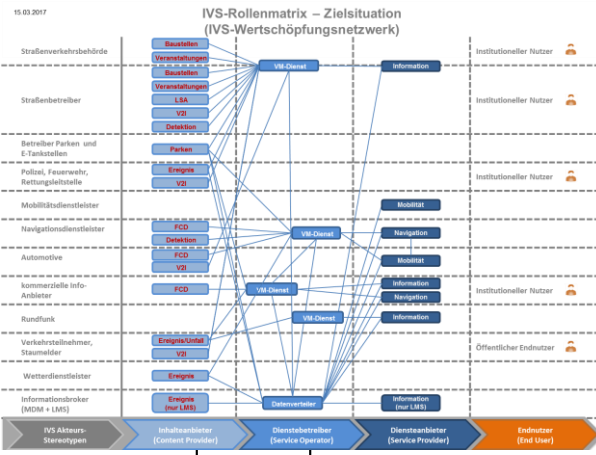 15.03.2017
IVS-Rollenmatrix – Zielsituation
(IVS-Wertschöpfungsnetzwerk)
Straßenverkehrsbehörde
Baustellen
Veranstaltungen
VM-Dienst
Information
Institutioneller Nutzer
Straßenbetreiber
Baustellen
Veranstaltungen
LSA
V2I
Detektion
Institutioneller Nutzer
Betreiber Parken und
E-Tankstellen
Parken
Polizei, Feuerwehr,
Rettungsleitstelle
Ereignis
V2I
Institutioneller Nutzer
Mobilitätsdienstleister
Mobilität
Navigationsdienstleister
FCD
Detektion
VM-Dienst
Navigation
Automotive
FCD
V2I
Mobilität
kommerzielle Info-
Anbieter
FCD
VM-Dienst
Information
Navigation
Institutioneller Nutzer
Rundfunk
VM-Dienst
Information
Verkehrsteilnehmer,
Staumelder
Ereignis/Unfall
V2I
Öffentlicher Endnutzer
Wetterdienstleister
Ereignis
Informationsbroker
(MDM + LMS)
Ereignis
(nur LMS)
Datenverteiler
Information
(nur LMS)
IVS Akteurs-
Stereotypen
Inhalteanbieter
(Content Provider)
Dienstebetreiber
(Service Operator)
Diensteanbieter
(Service Provider)
Endnutzer
(End User)